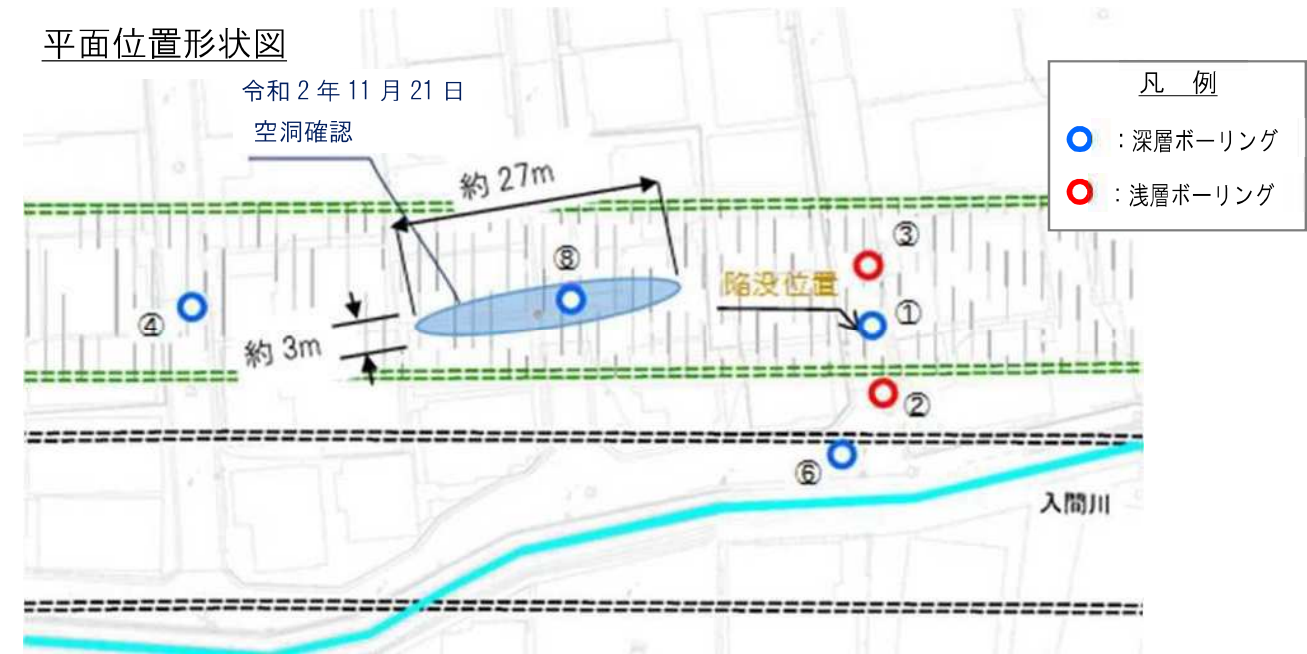 平面位置形状図
令和2年11月21日
空洞確認
凡 例
：深層ボーリング
：浅層ボーリング
約27m
③
⑧
陥没位置
①
④
約3m
②
⑥
入間川